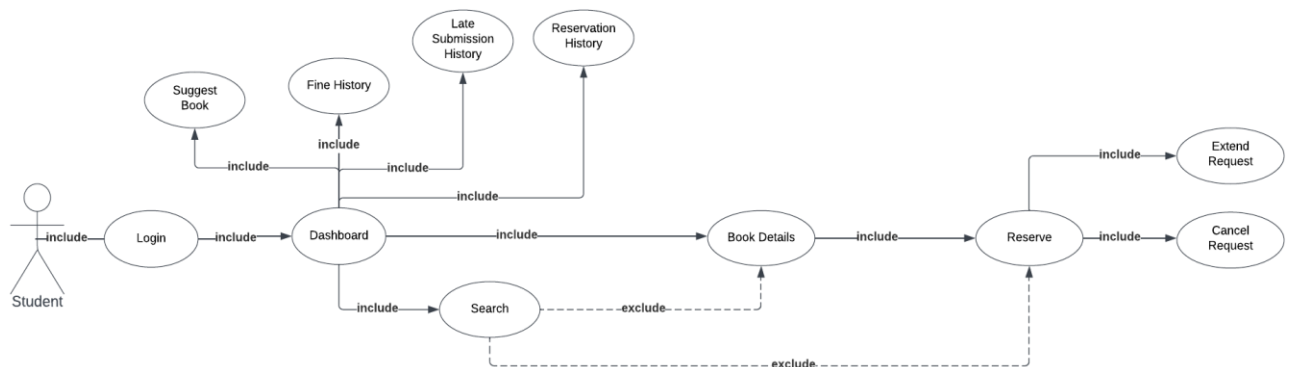 Late
Submission
History
Reservation
History
Suggest
Book
Fine History
include
include
include
include
Extend
Request
include
Student
include
Login
include
Dashboard
include
Book Details
include
Reserve
include
Cancel
Request
include
Search
exclude
exclude